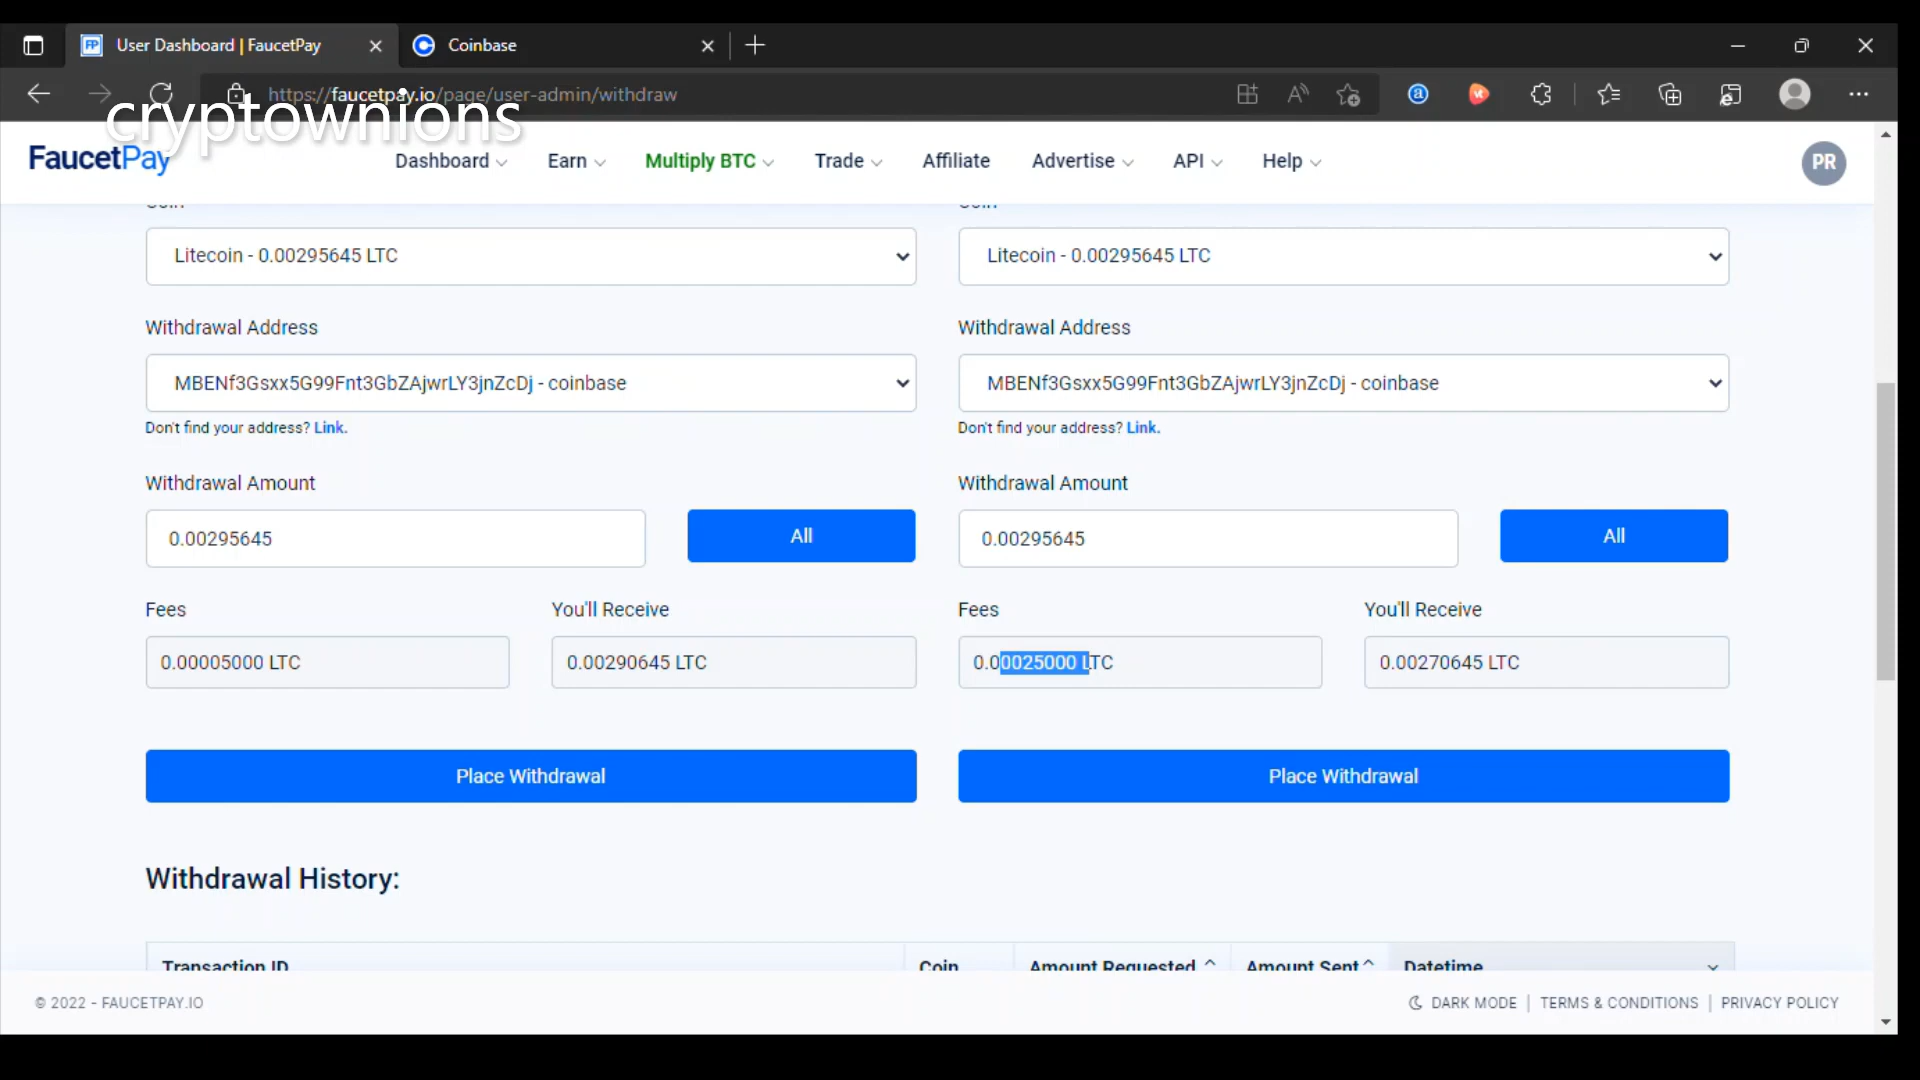 User Dashboard | FaucetPay
Coinbase
https://faucetpay.io/page/user-admin/withdraw
cryptownions
FaucetPay
Dashboard
Earn
Multiply BTC
Trade
Affiliate
Advertise
API
Help
PR
Litecoin - 0.00295645 LTC
Litecoin - 0.00295645 LTC
Withdrawal Address
Withdrawal Address
MBENf3Gsxx5G99Fnt3GbZAjwrLY3jnZcDj - coinbase
MBENf3Gsxx5G99Fnt3GbZAjwrLY3jnZcDj - coinbase
Don't find your address? Link.
Don't find your address? Link.
Withdrawal Amount
Withdrawal Amount
0.00295645
All
0.00295645
All
Fees
You'll Receive
Fees
You'll Receive
0.00005000 LTC
0.00290645 LTC
0.00025000 LTC
0.00270645 LTC
Place Withdrawal
Place Withdrawal
Withdrawal History:
Transaction ID
Coin
Amount Requested
Amount Sent
Datetime
© 2022 - FAUCETPAY.IO
DARK MODE | TERMS & CONDITIONS | PRIVACY POLICY